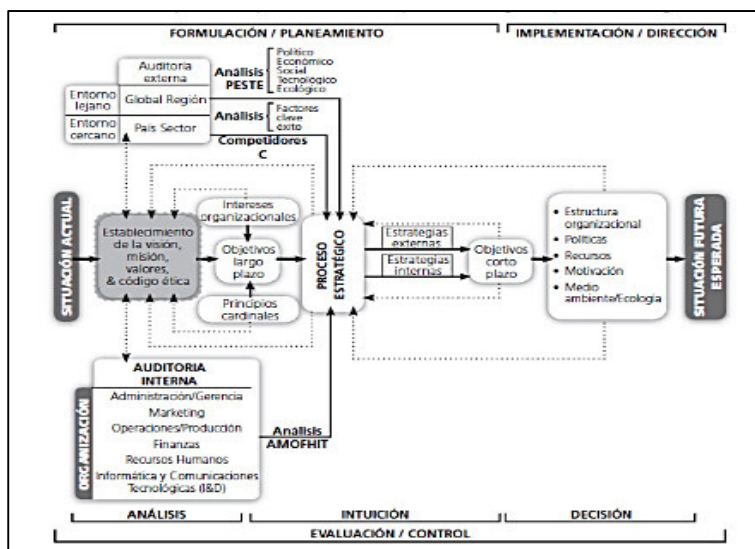 FORMULACIÓN / PLANEAMIENTO
IMPLEMENTACIÓN / DIRECCIÓN
Auditoria
externa
Entorno
lejano
Global Región
Entorno
cercano
País Sector
Análisis
PESTE
Político
Económico
Social
Tecnológico
Ecológico
Análisis
Factores
clave
éxito
Competidores
C
SITUACIÓN ACTUAL
Establecimiento
de la visión,
misión,
valores,
& código ética
Intereses
organizacionales
Objetivos
largo
plazo
Principios
cardinales
PROCESO
ESTRATÉGICO
Estrategias
externas
Estrategias
internas
Objetivos
corto
plazo
• Estructura
organizacional
• Políticas
• Recursos
• Motivación
• Medio
ambiente/Ecología
SITUACIÓN FUTURA
ESPERADA
ORGANIZACIÓN
AUDITORIA
INTERNA
Administración/Gerencia
Marketing
Operaciones/Producción
Finanzas
Recursos Humanos
Informática y Comunicaciones
Tecnológicas (I&D)
Análisis
AMOFHIT
ANÁLISIS
INTUICIÓN
DECISIÓN
EVALUACIÓN / CONTROL